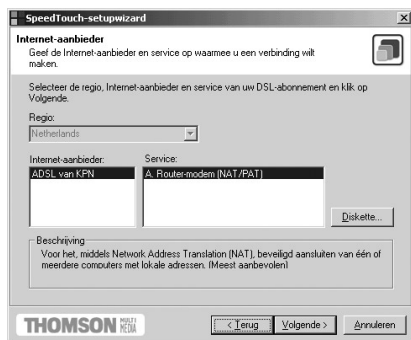 SpeedTouch-setupwizard
Internet-aanbieder
Geef de Internet-aanbieder en service op waarmee u een verbinding wilt
maken.
Selecteer de regio, Internet-aanbieder en service van uw DSL-abonnement en klik op
Volgende.
Regio:
Netherlands
Internet-aanbieder:
Service:
ADSL van KPN
A. Router-modem (NAT/PAT)
Diskette...
Beschrijving
Voor het, middels Network Address Translation (NAT), beveiligd aansluiten van één of
meerdere computers met lokale adressen. (Meest aanbevolen)
THOMSON MULTI MEDIA
< Terug
Volgende >
Annuleren